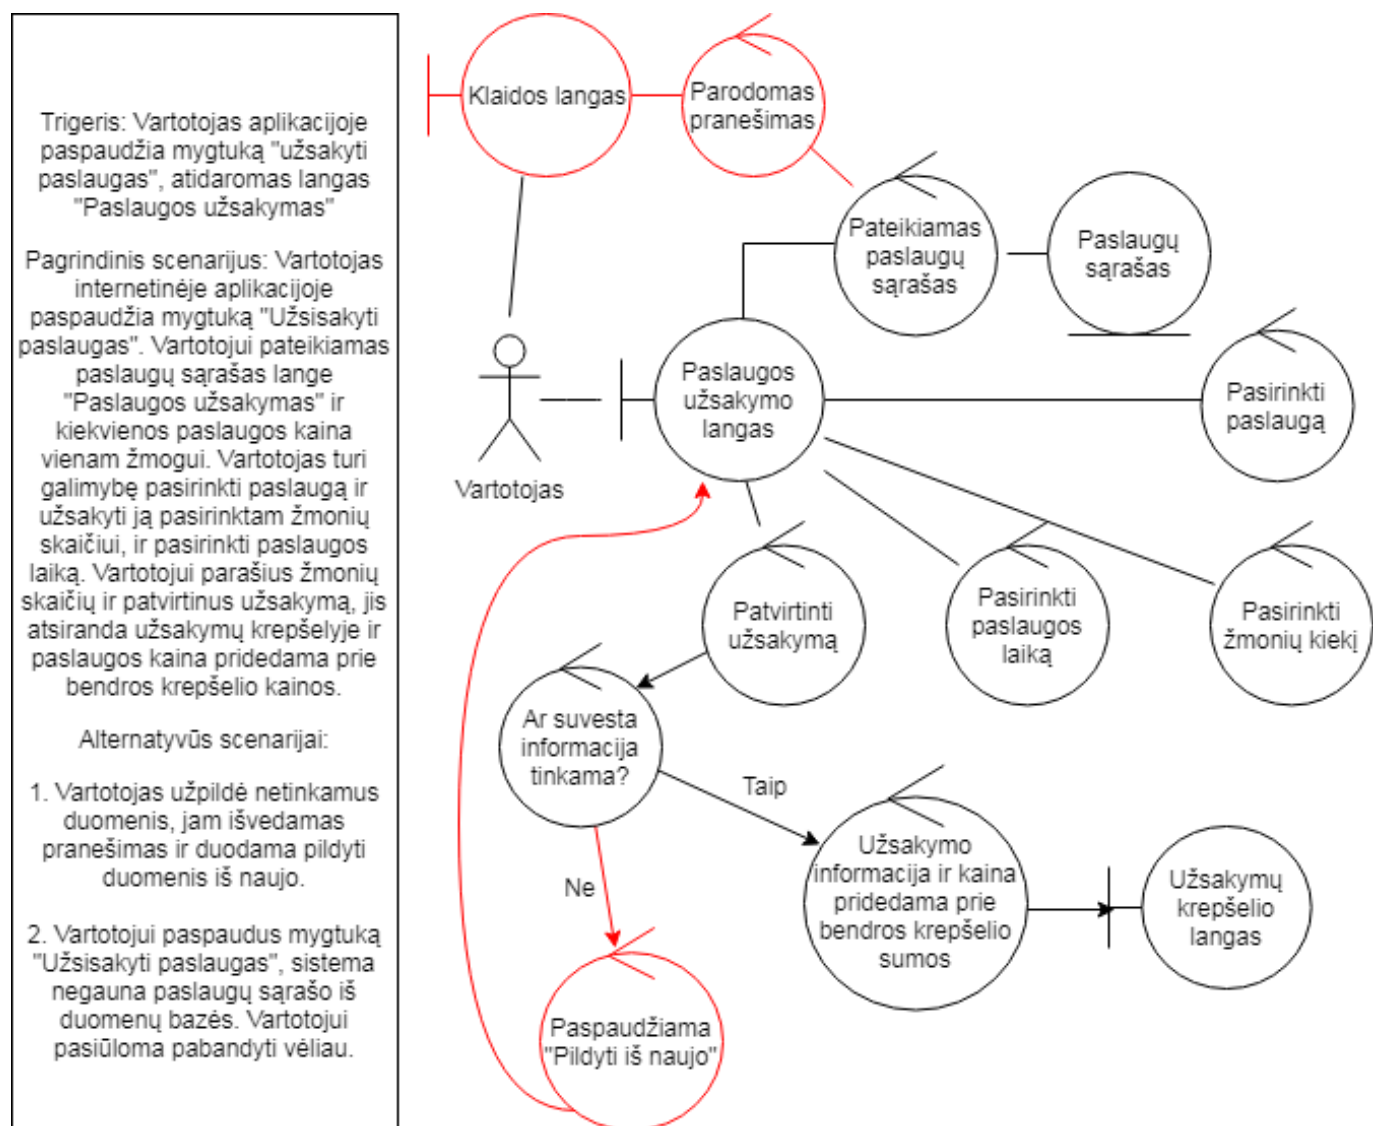 Trigeris: Vartotojas aplikacijoje
paspaudžia mygtuką "užsakyti
paslaugas", atidaromas langas
"Paslaugos užsakymas"
Pagrindinis scenarijus: Vartotojas
internetinėje aplikacijoje
paspaudžia mygtuką "Užsisakyti
paslaugas". Vartotojui pateikiamas
paslaugų sąrašas lange
"Paslaugos užsakymas" ir
kiekvienos paslaugos kaina
vienam žmogui. Vartotojas turi
galimybę pasirinkti paslaugą ir
užsakyti ją pasirinktam žmonių
skaičiui, ir pasirinkti paslaugos
laiką. Vartotojui parašius žmonių
skaičių ir patvirtinus užsakymą, jis
atsiranda užsakymų krepšelyje ir
paslaugos kaina pridedama prie
bendros krepšelio kainos.
Alternatyvūs scenarijai:
1. Vartotojas užpildė netinkamus
duomenis, jam išvedamas
pranešimas ir duodama pildyti
duomenis iš naujo.
2. Vartotojui paspaudus mygtuką
"Užsisakyti paslaugas", sistema
negauna paslaugų sąrašo iš
duomenų bazės. Vartotojui
pasiūloma pabandyti vėliau.
Klaidos langas
Parodomas
pranešimas
Pateikiamas
paslaugų
sąrašas
Paslaugų
sąrašas
Vartotojas
Paslaugos
užsakymo
langas
Pasirinkti
paslaugą
Patvirtinti
užsakymą
Pasirinkti
paslaugos
laiką
Pasirinkti
žmonių kiekį
Ar suvesta
informacija
tinkama?
Taip
Ne
Užsakymo
informacija ir kaina
pridedama prie
bendros krepšelio
sumos
Užsakymų
krepšelio
langas
Paspaudžiama
"Pildyti iš naujo"